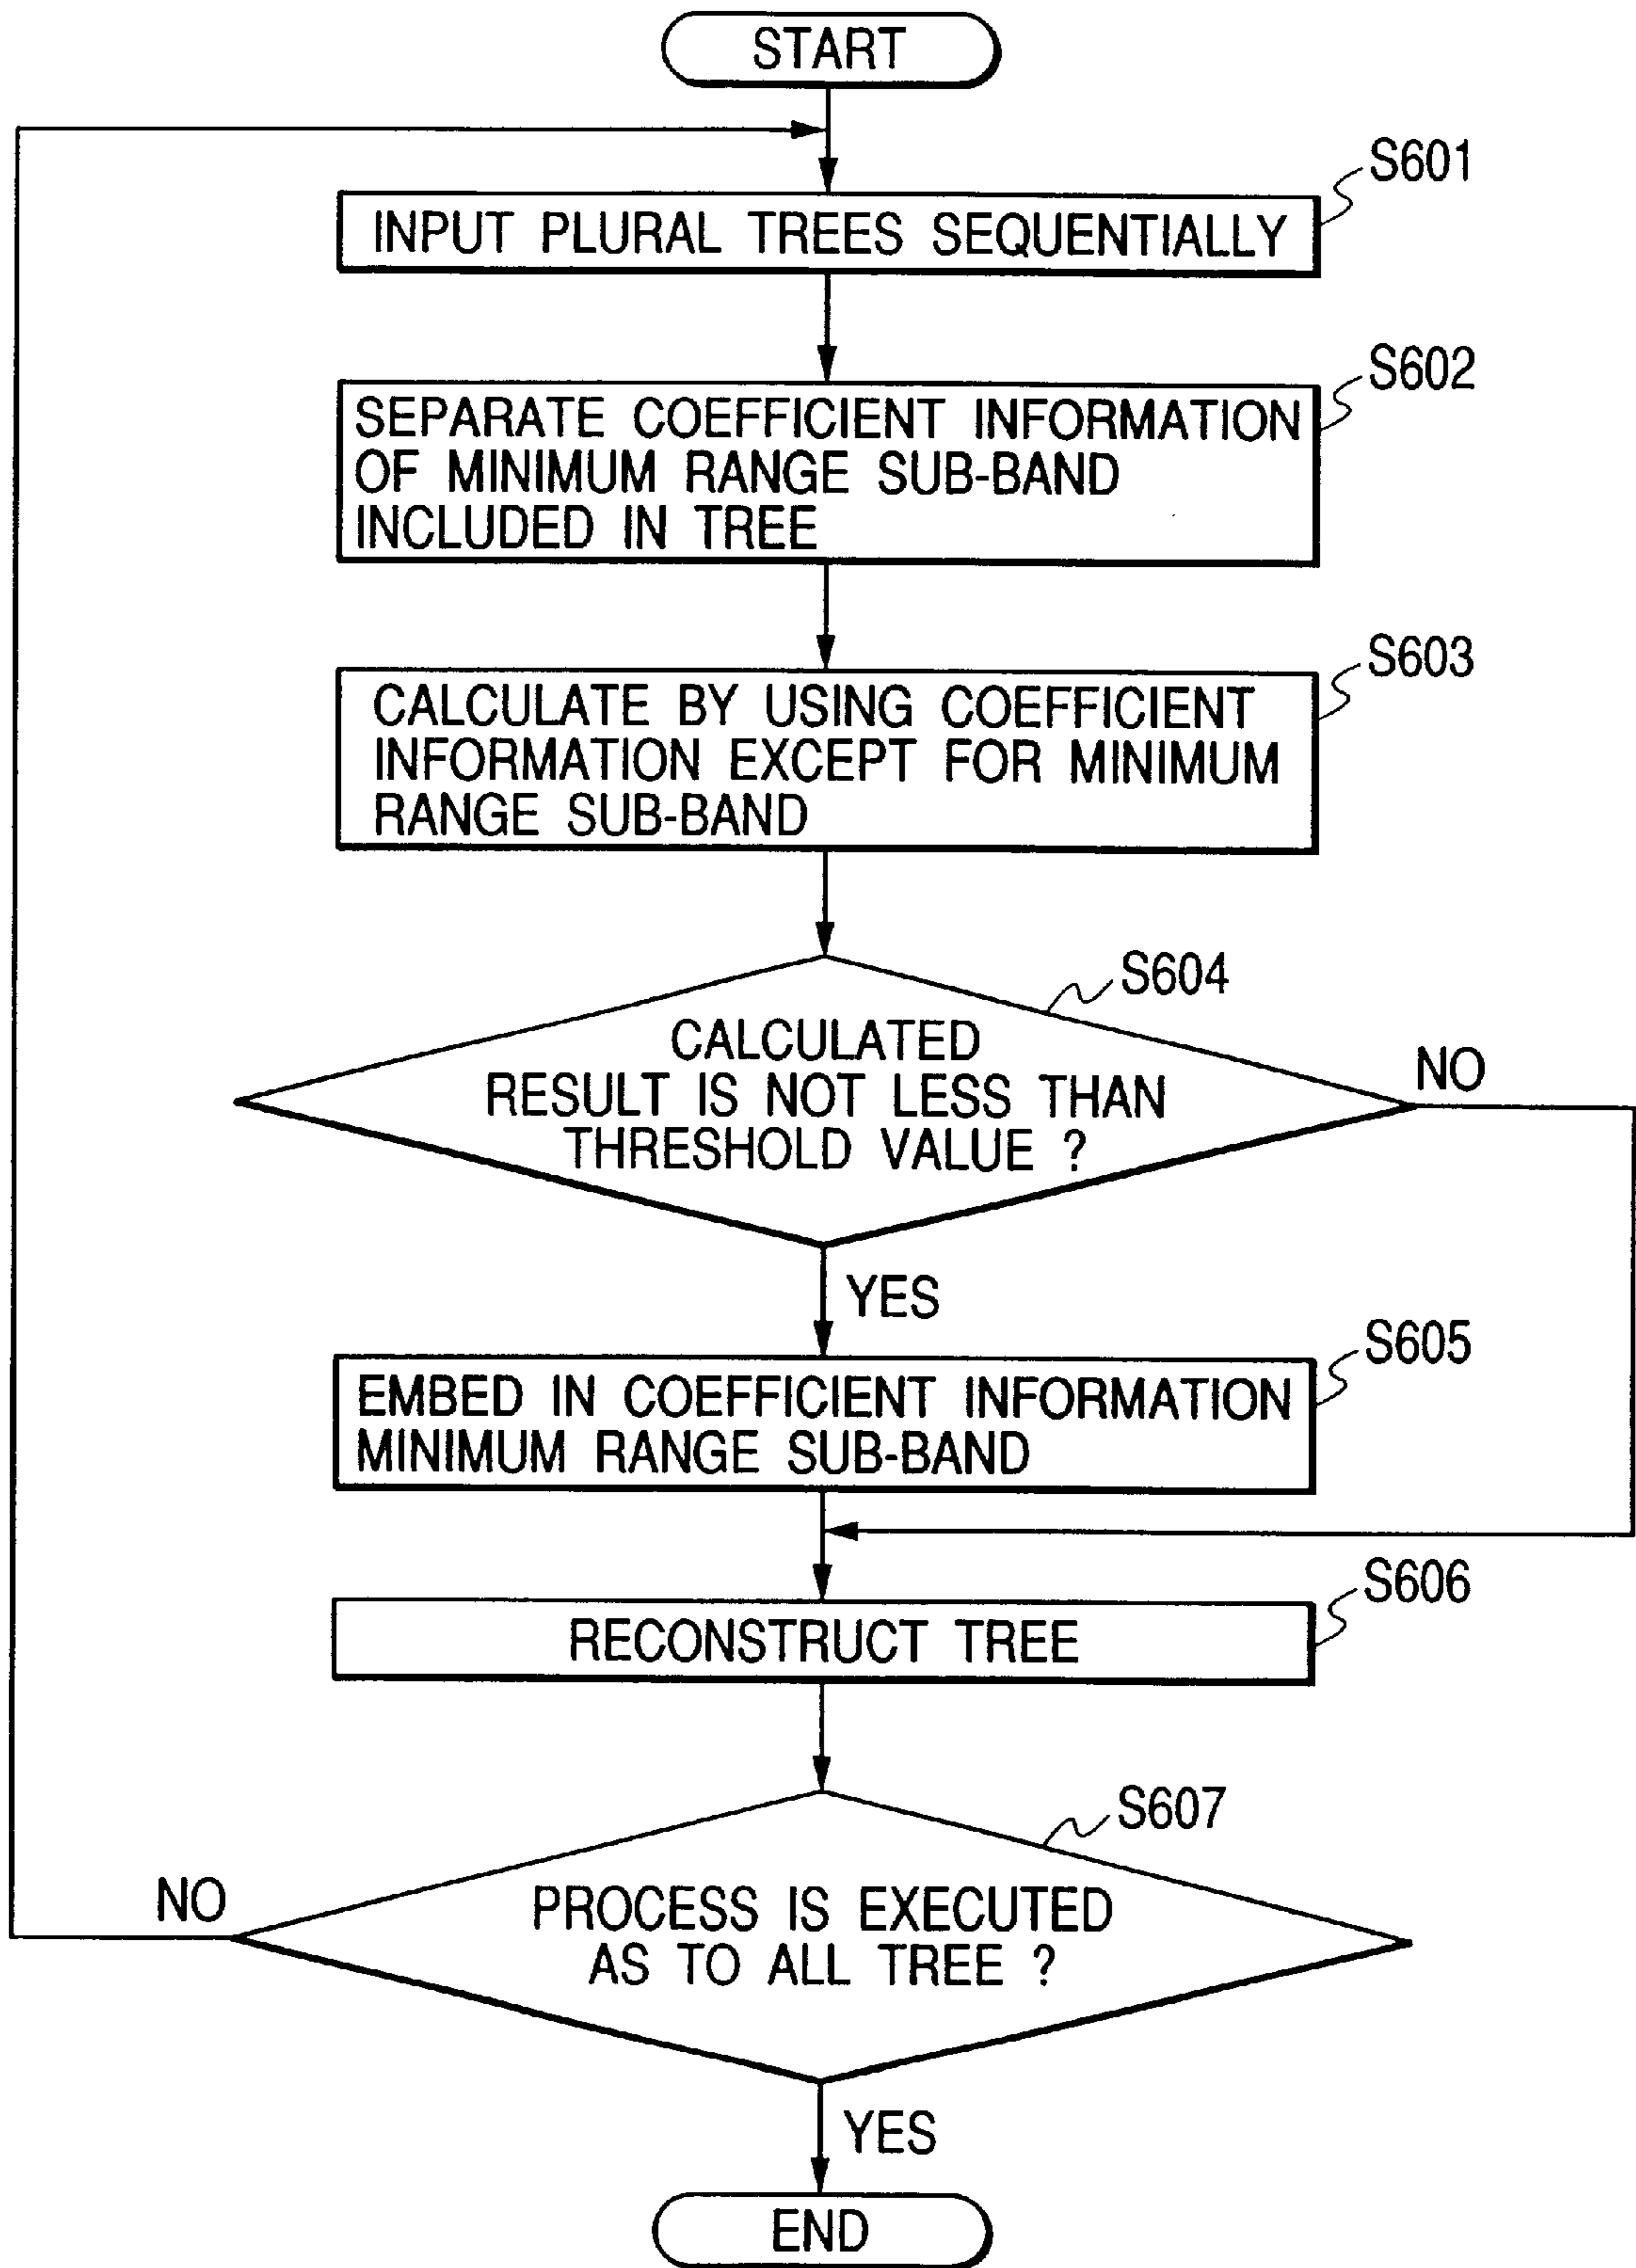 START
S601
INPUT PLURAL TREES SEQUENTIALLY
S602
SEPARATE COEFFICIENT INFORMATION
OF MINIMUM RANGE SUB-BAND
INCLUDED IN TREE
S603
CALCULATE BY USING COEFFICIENT
INFORMATION EXCEPT FOR MINIMUM
RANGE SUB-BAND
S604
CALCULATED
RESULT IS NOT LESS THAN
THRESHOLD VALUE ?
NO
YES
S605
EMBED IN COEFFICIENT INFORMATION
MINIMUM RANGE SUB-BAND
S606
RECONSTRUCT TREE
S607
PROCESS IS EXECUTED
AS TO ALL TREE ?
NO
YES
END